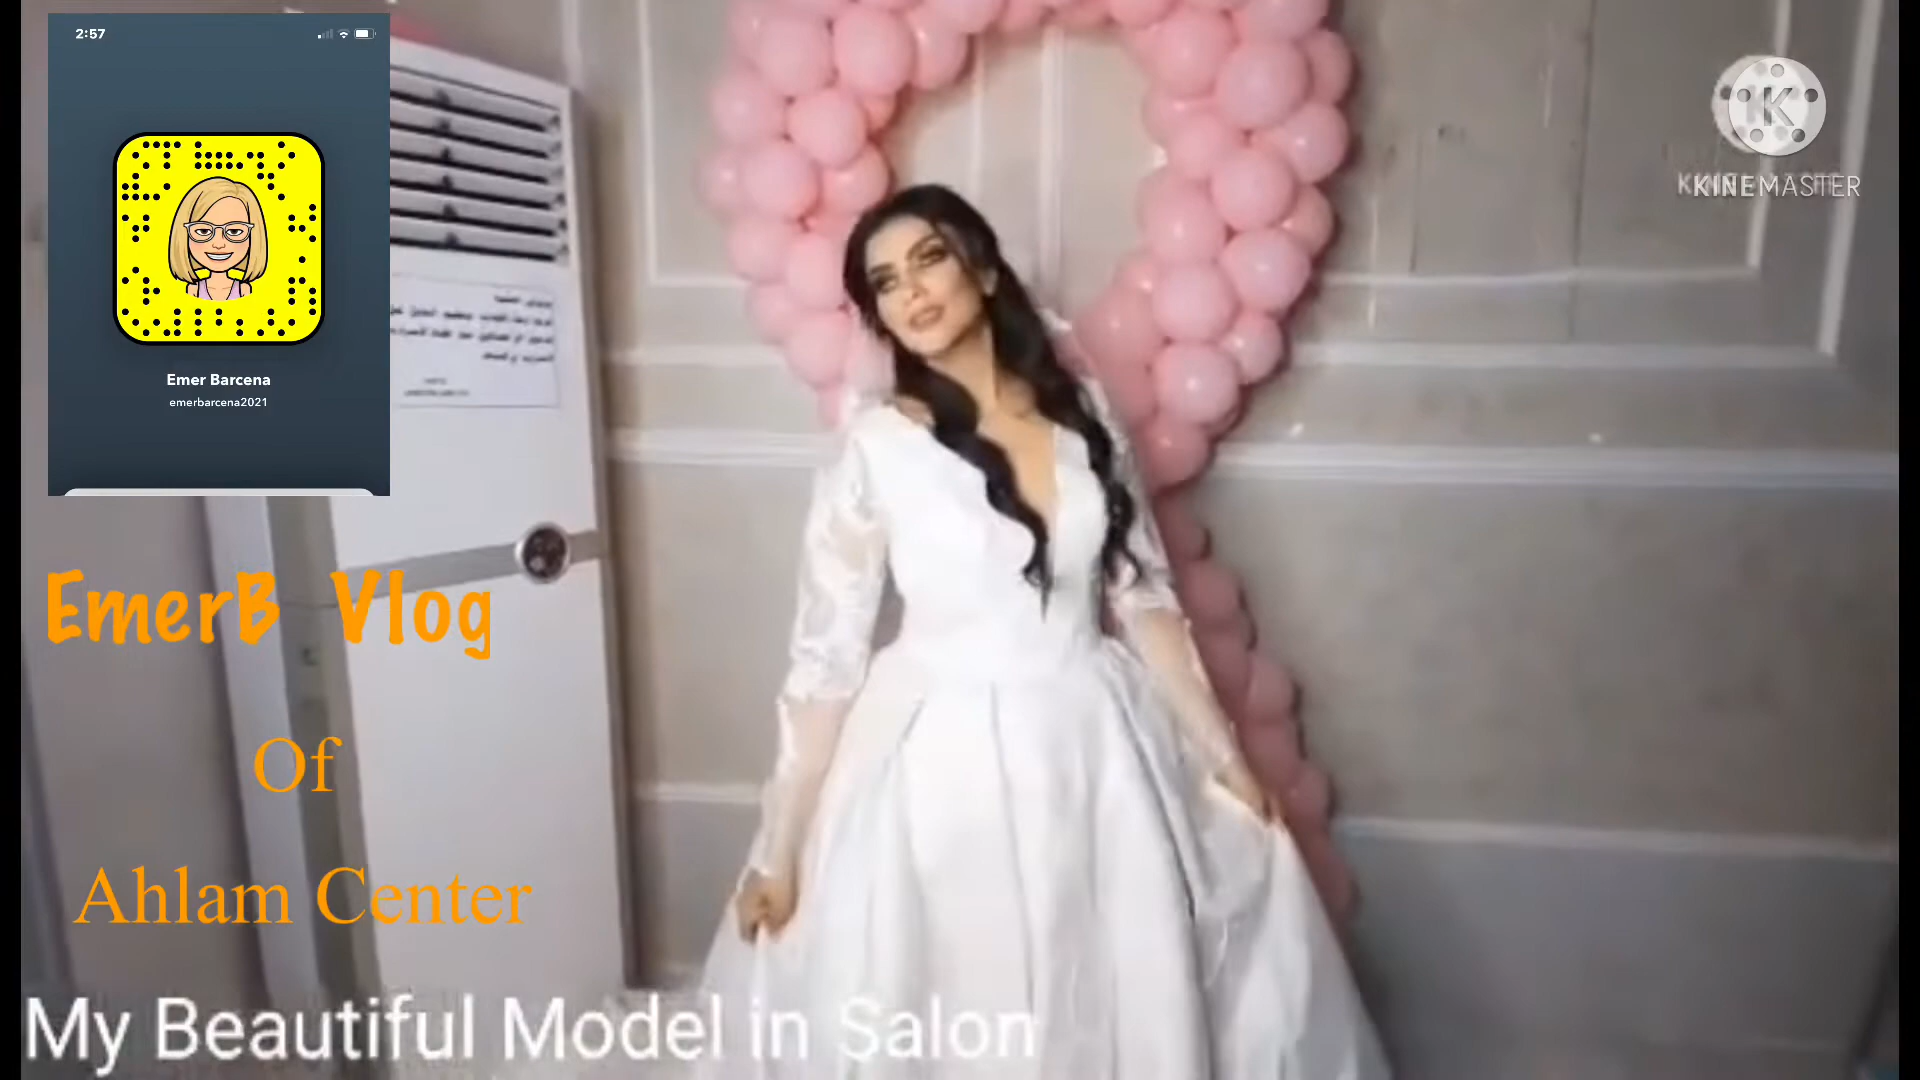 2:57
Emer Barcena
emerbarcena2021
EmerB Vlog
Of
Ahlam Center
My Beautiful Model in Salon
K
KINEMASTER